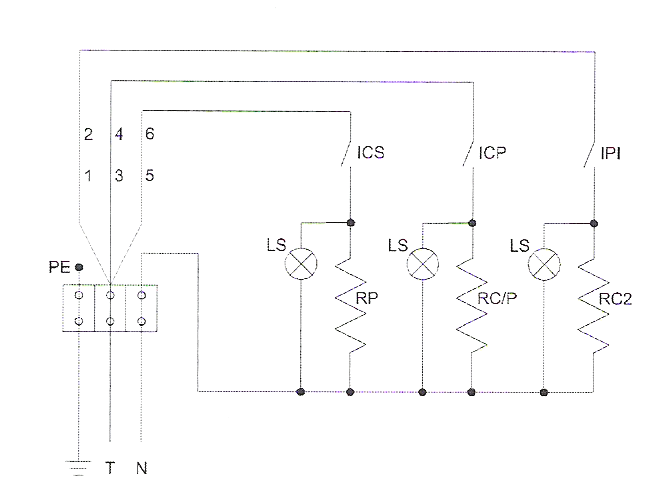 2 4 6
ICS ICP IPI
1 3 5
LS LS LS
PE
RP RC/P RC2
T N